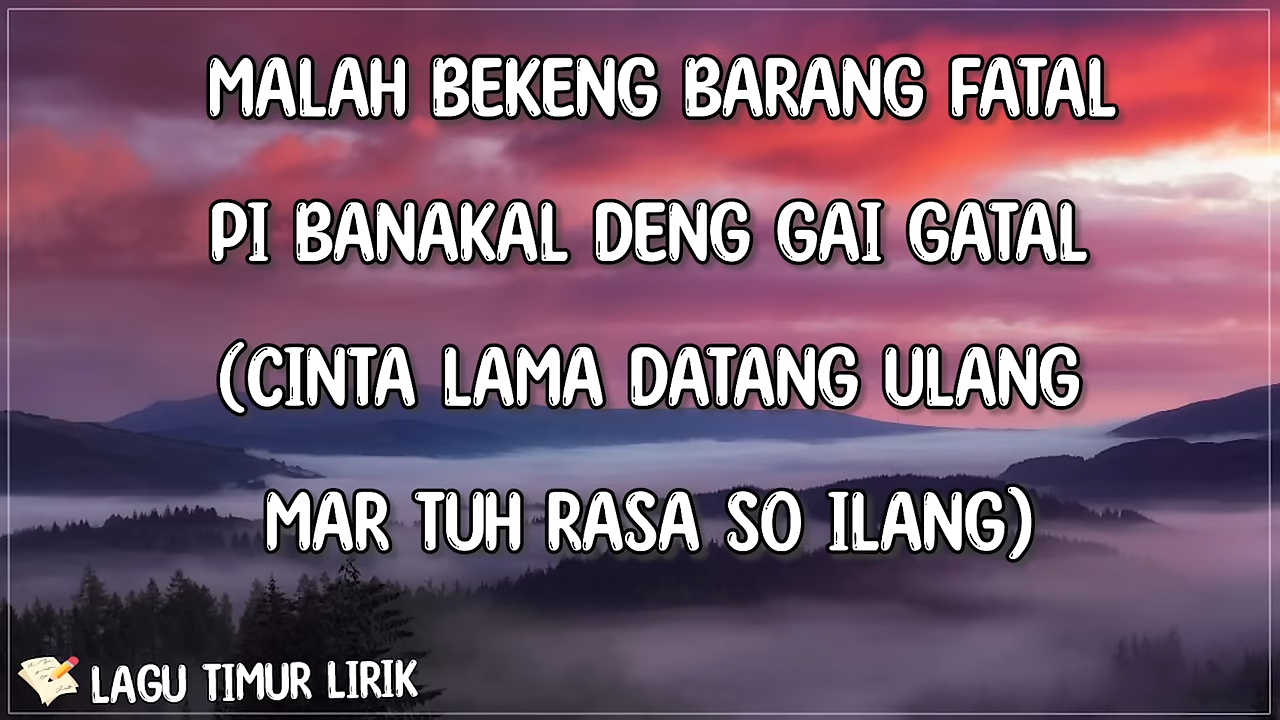 MALAH BEKENG BARANG FATAL
PI BANAKAL DENG GAI GATAL
(CINTA LAMA DATANG ULANG
MAR TUH RASA SO ILANG)
LAGU TIMUR LIRIK